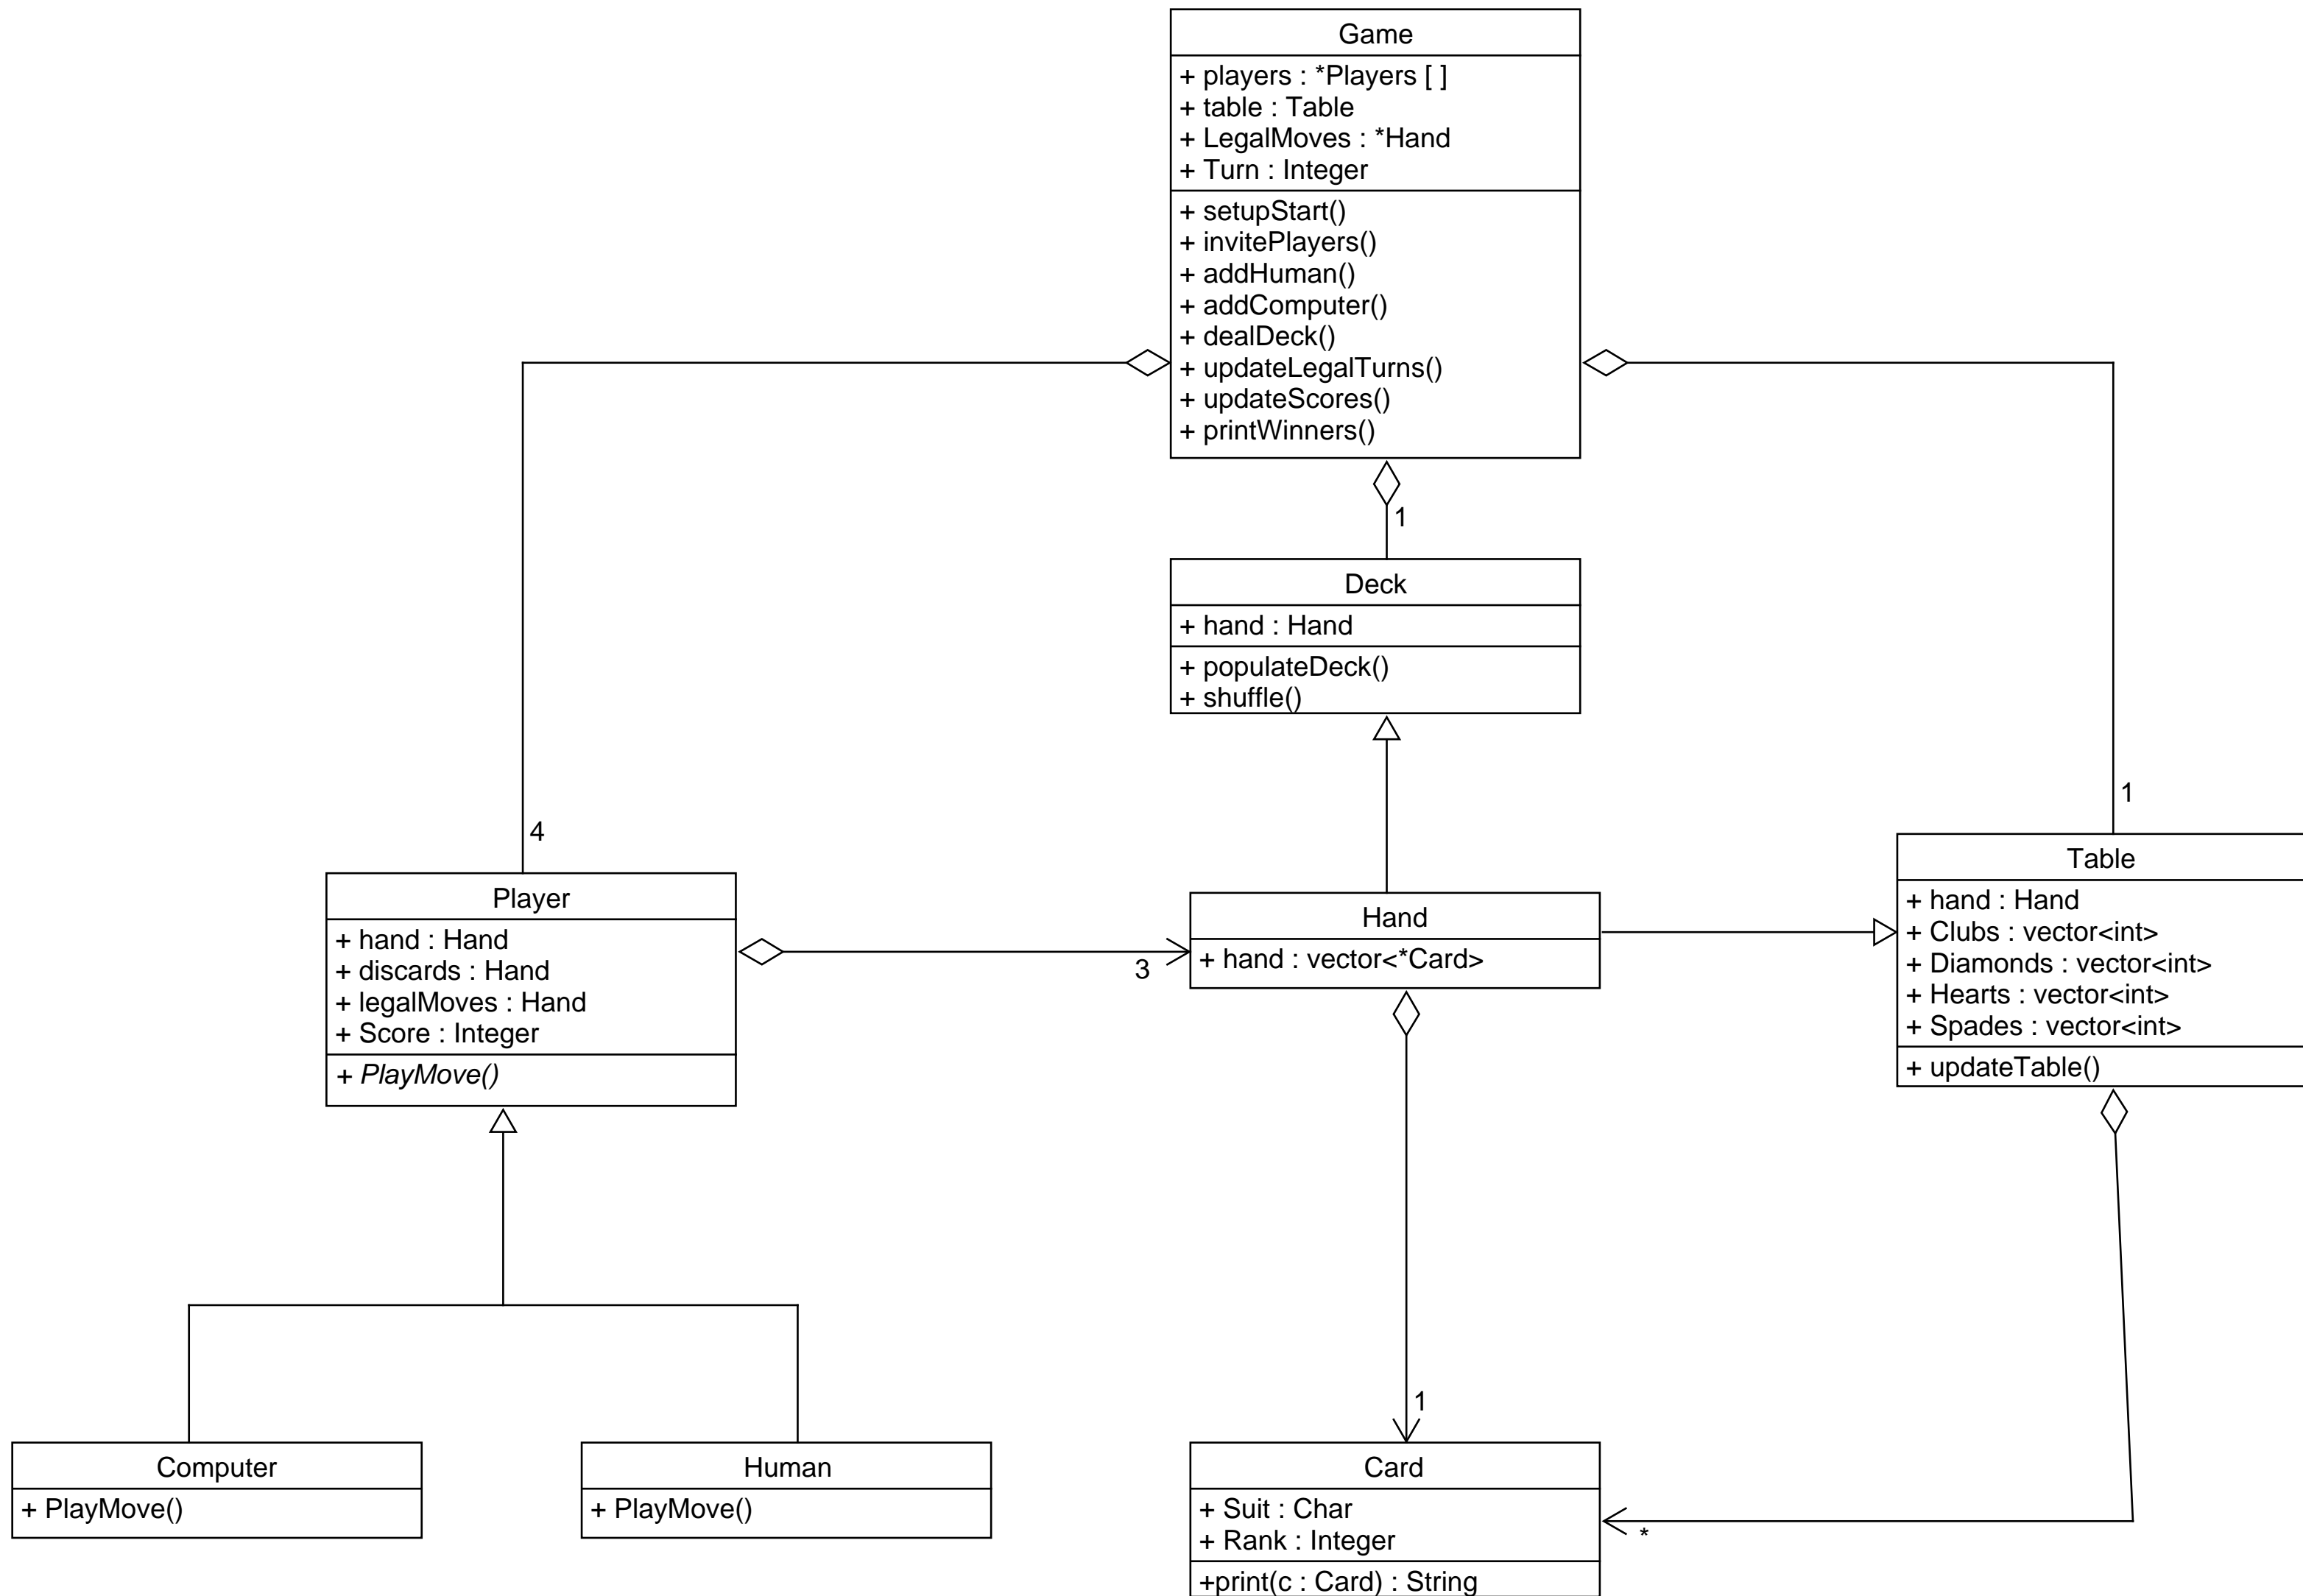 Game
+ players : *Players [ ]
+ table : Table
+ LegalMoves : *Hand
+ Turn : Integer
+ setupStart()
+ invitePlayers()
+ addHuman()
+ addComputer()
+ dealDeck()
+ updateLegalTurns()
+ updateScores()
+ printWinners()
1
Deck
+ hand : Hand
+ populateDeck()
+ shuffle()
4
1
Player
+ hand : Hand
+ discards : Hand
+ legalMoves : Hand
+ Score : Integer
+ PlayMove()
3
Hand
+ hand : vector<*Card>
Table
+ hand : Hand
+ Clubs : vector<int>
+ Diamonds : vector<int>
+ Hearts : vector<int>
+ Spades : vector<int>
+ updateTable()
1
Computer
+ PlayMove()
Human
+ PlayMove()
Card
+ Suit : Char
+ Rank : Integer
+print(c : Card) : String
*